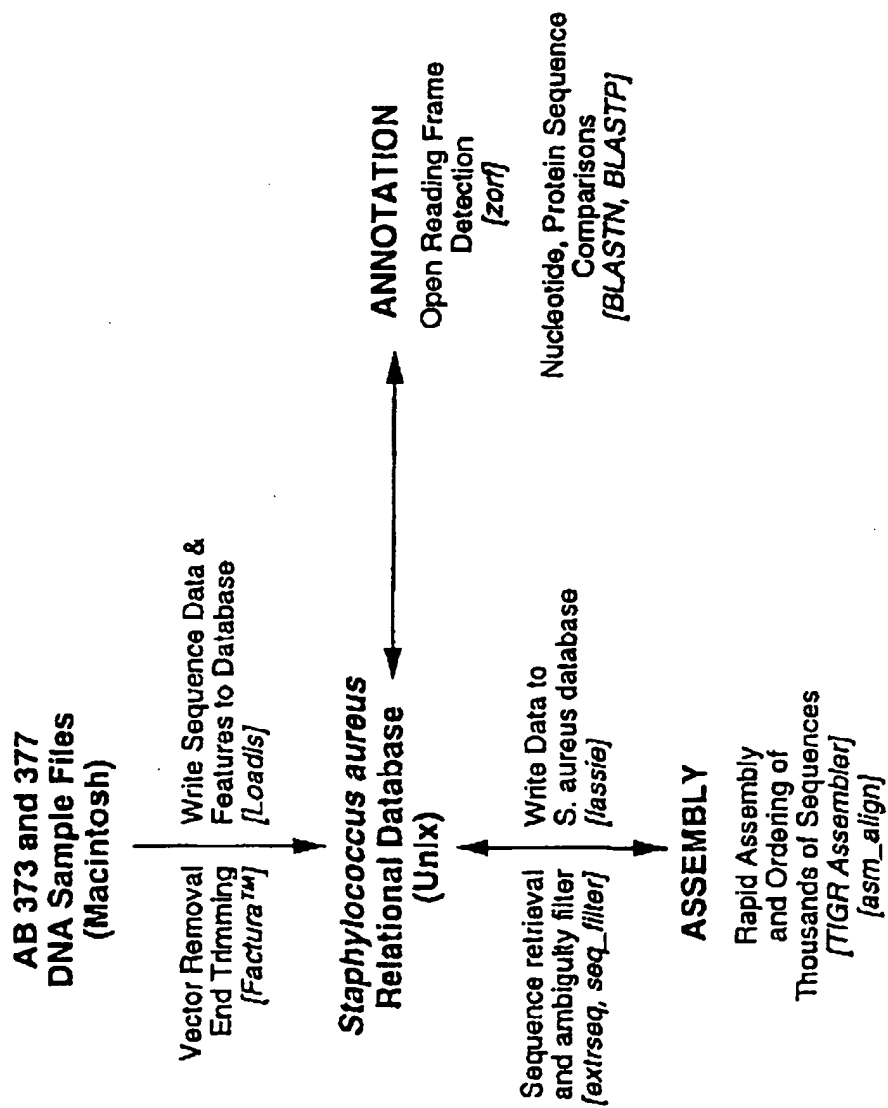 AB 373 and 377
DNA Sample Files
(Macintosh)
Vector Removal
End Trimming
[Factura™]
Write Sequence Data &
Features to Database
[Loadis]
Staphylococcus aureus
Relational Database
(Unix)
ANNOTATION
Open Reading Frame
Detection
[zorf]
Nucleotide, Protein Sequence
Comparisons
[BLASTN, BLASTP]
Sequence retrieval
and ambiguity filter
[extrseq, seq_filter]
Write Data to
S. aureus database
[lassie]
ASSEMBLY
Rapid Assembly
and Ordering of
Thousands of Sequences
[TIGR Assembler]
[asm_align]